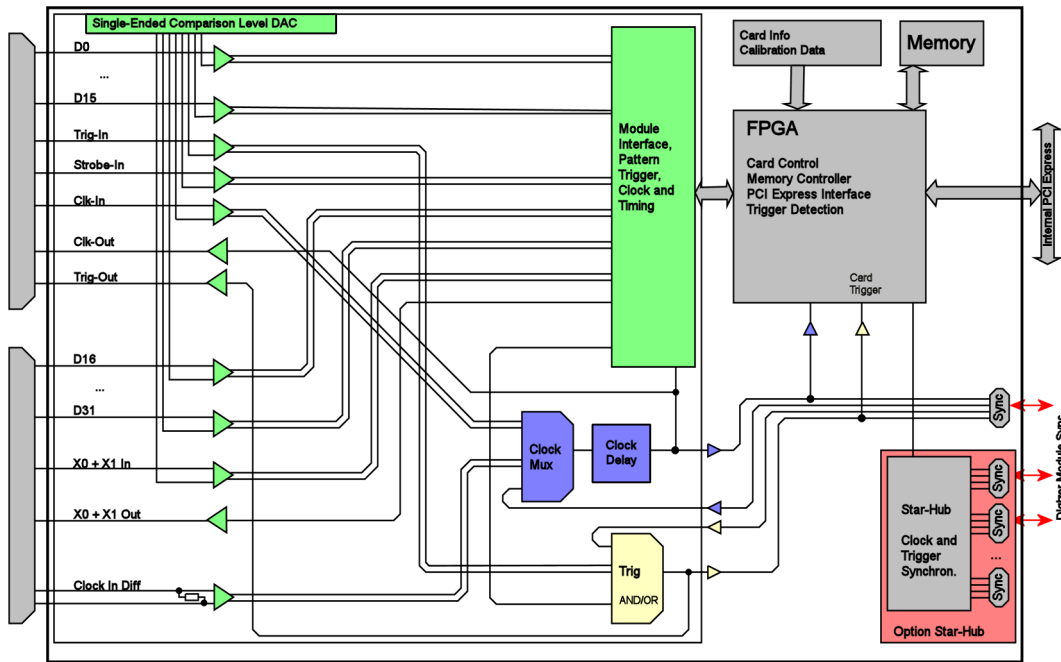 Single-Ended Comparison Level DAC
D0
...
D15
Trig-In
Strobe-In
Clk-In
Clk-Out
Trig-Out
D16
...
D31
X0 + X1 In
X0 + X1 Out
Clock In Diff
Module
Interface,
Pattern
Trigger,
Clock and
Timing
Card Info
Calibration Data
Memory
FPGA
Card Control
Memory Controller
PCI Express Interface
Trigger Detection
Card
Trigger
Internal PCI Express
Clock
Mux
Clock
Delay
Trig
AND/OR
Sync
Star-Hub
Clock and
Trigger
Synchron.
Sync
Sync
...
Sync
Option Star-Hub
Module Sync